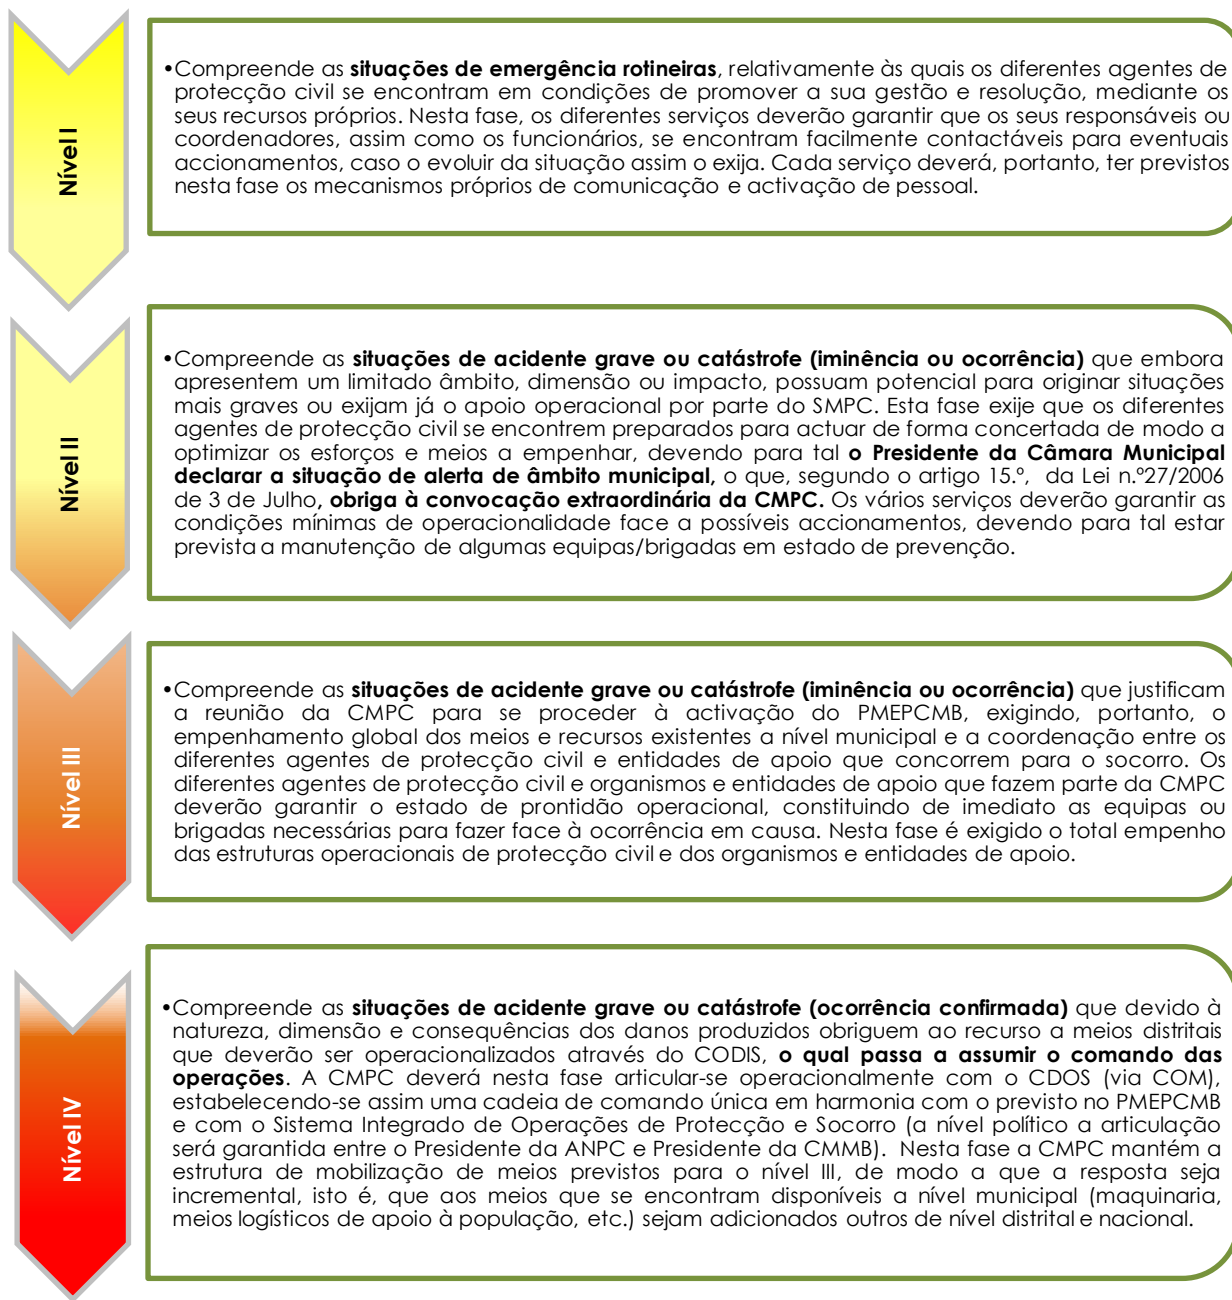 Nível I
•Compreende as situações de emergência rotineiras, relativamente às quais os diferentes agentes de
protecção civil se encontram em condições de promover a sua gestão e resolução, mediante os
seus recursos próprios. Nesta fase, os diferentes serviços deverão garantir que os seus responsáveis ou
coordenadores, assim como os funcionários, se encontram facilmente contactáveis para eventuais
accionamentos, caso o evoluir da situação assim o exija. Cada serviço deverá, portanto, ter previstos
nesta fase os mecanismos próprios de comunicação e activação de pessoal.
Nível II
•Compreende as situações de acidente grave ou catástrofe (iminência ou ocorrência) que embora
apresentem um limitado âmbito, dimensão ou impacto, possuam potencial para originar situações
mais graves ou exijam já o apoio operacional por parte do SMPC. Esta fase exije que os diferentes
agentes de protecção civil se encontrem preparados para actuar de forma concertada de modo a
optimizar os esforços e meios a empenhar, devendo para tal o Presidente da Câmara Municipal
declarar a situação de alerta de âmbito municipal, o que, segundo o artigo 15.º, da Lei n.º27/2006
de 3 de Julho, obriga à convocação extraordinária da CMPC. Os vários serviços deverão garantir as
condições mínimas de operacionalidade face a possíveis accionamentos, devendo para tal estar
prevista a manutenção de algumas equipas/brigadas em estado de prevenção.
Nível III
•Compreende as situações de acidente grave ou catástrofe (iminência ou ocorrência) que justificam
a reunião da CMPC para se proceder à activação do PMEPCMB, exigindo, portanto, o
empenhamento global dos meios e recursos existentes a nível municipal e a coordenação entre os
diferentes agentes de protecção civil e entidades de apoio que concorrem para o socorro. Os
diferentes agentes de protecção civil e organismos e entidades de apoio que fazem parte da CMPC
deverão garantir o estado de prontidão operacional, constituindo de imediato as equipas ou
brigadas necessárias para fazer face à ocorrência em causa. Nesta fase é exigido o total empenho
das estruturas operacionais de protecção civil e dos organismos e entidades de apoio.
Nível IV
•Compreende as situações de acidente grave ou catástrofe (ocorrência confirmada) que devido à
natureza, dimensão e consequências dos danos produzidos obriguem ao recurso a meios distritais
que deverão ser operacionalizados através do CODIS, o qual passa a assumir o comando das
operações. A CMPC deverá nesta fase articular-se operacionalmente com o CDOS (via COM),
estabelecendo-se assim uma cadeia de comando única em harmonia com o previsto no PMEPCMB
e com o Sistema Integrado de Operações de Protecção e Socorro (a nível político a articulação
será garantida entre o Presidente da ANPC e Presidente da CMMB). Nesta fase a CMPC mantém a
estrutura de mobilização de meios previstos para o nível III, de modo a que a resposta seja
incremental, isto é, que aos meios que se encontram disponíveis a nível municipal (maquinaria,
meios logísticos de apoio à população, etc.) sejam adicionados outros de nível distrital e nacional.